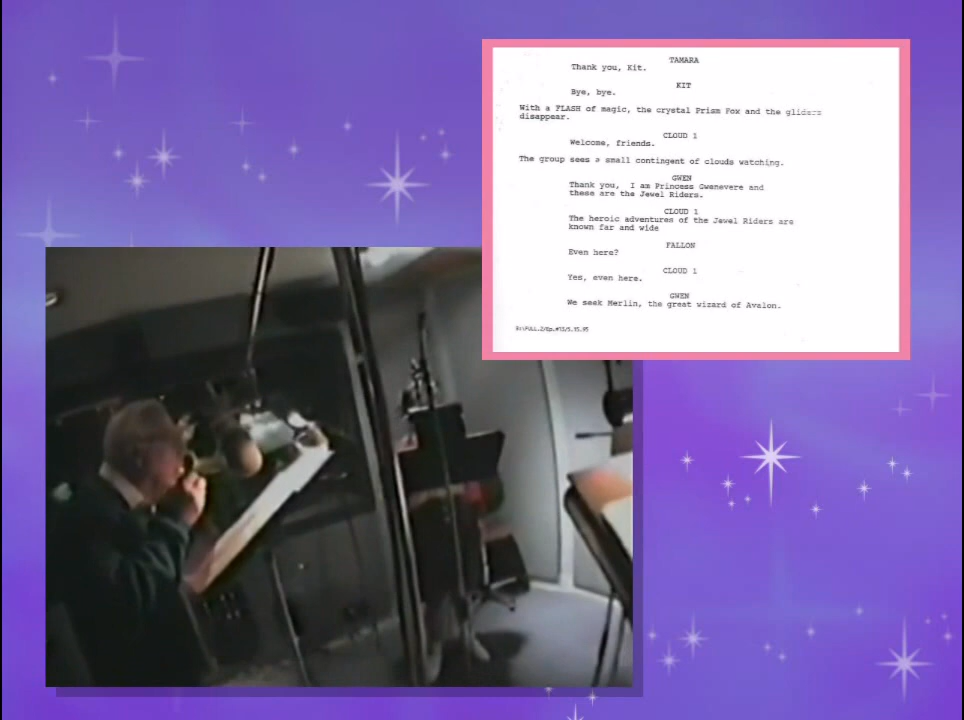 TAMARA
Thank you, Kit.
KIT
Bye, bye.
With a FLASH of magic, the crystal Prism Fox and the gliders
disappear.
CLOUD 1
Welcome, friends.
The group sees a small contingent of clouds watching.
GWEN
Thank you, I am Princess Gwenevere and
these are the Jewel Riders.
CLOUD 1
The heroic adventures of the Jewel Riders are
known far and wide
FALLON
Even here?
CLOUD 1
Yes, even here.
GWEN
We seek Merlin, the great wizard of Avalon.